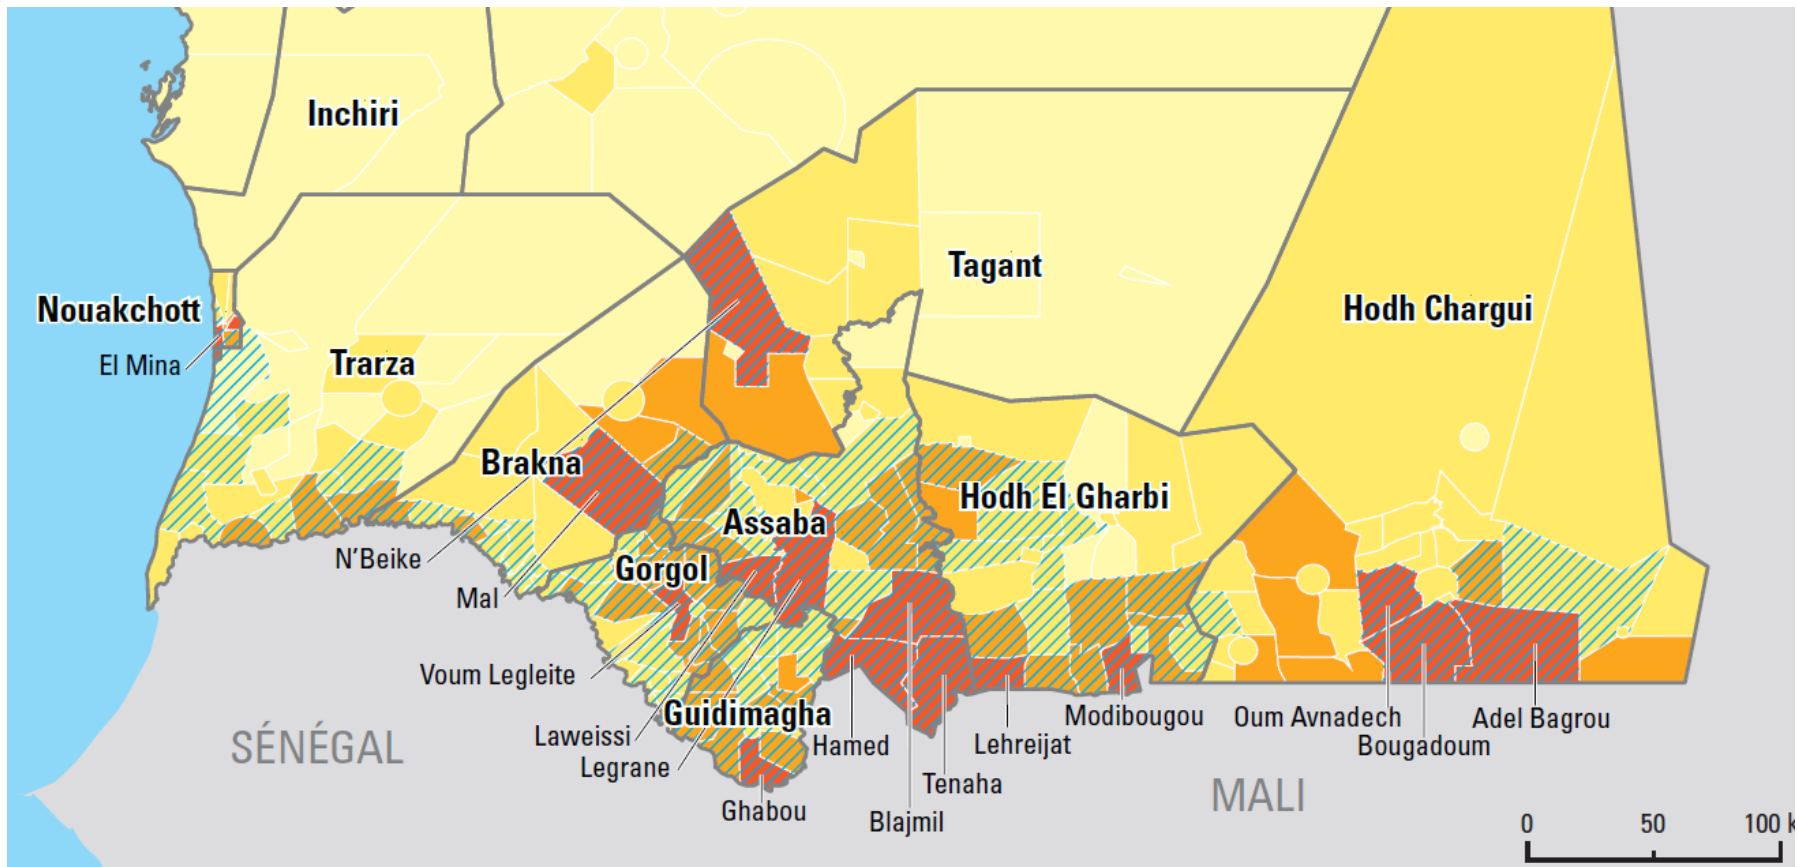 Inchiri
Tagant
Nouakchott
Hodh Chargui
El Mina
Trarza
Brakna
Hodh El Gharbi
Assaba
N'Beike
Gorgol
Mal
Voum Legleite
Guidimagha
Laweissi
Legrane
Hamed
Lehreijat
Modibougou
Oum Avnadech
Adel Bagrou
Bougadoum
SÉNÉGAL
Tenaha
MALI
Ghabou
Blajmil
0 50 100 k